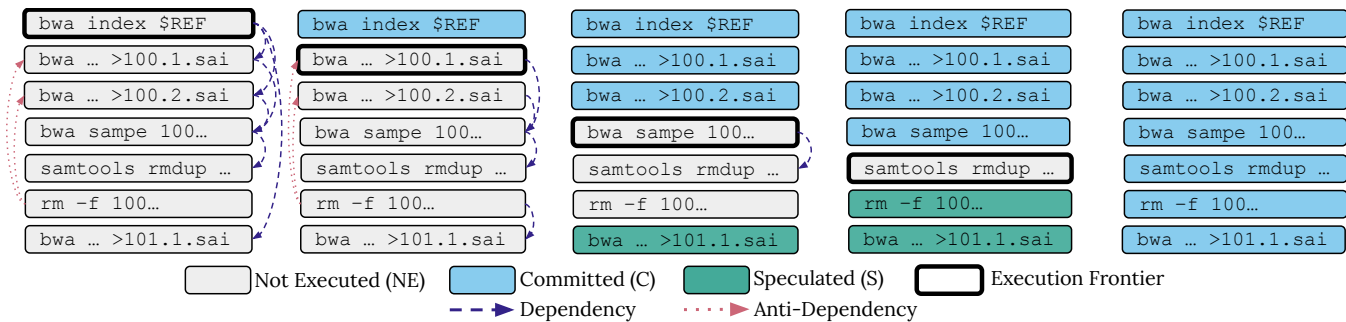 bwa index $REF
bwa … >100.1.sai
bwa … >100.2.sai
bwa sampe 100…
samtools rmdup …
rm –f 100…
bwa … >101.1.sai
bwa index $REF
bwa … >100.1.sai
bwa … >100.2.sai
bwa sampe 100…
samtools rmdup …
rm –f 100…
bwa … >101.1.sai
bwa index $REF
bwa … >100.1.sai
bwa … >100.2.sai
bwa sampe 100…
samtools rmdup …
rm –f 100…
bwa … >101.1.sai
bwa index $REF
bwa … >100.1.sai
bwa … >100.2.sai
bwa sampe 100…
samtools rmdup …
rm –f 100…
bwa … >101.1.sai
bwa index $REF
bwa … >100.1.sai
bwa … >100.2.sai
bwa sampe 100…
samtools rmdup …
rm –f 100…
bwa … >101.1.sai
Not Executed (NE)
Committed (C)
Speculated (S)
Execution Frontier
Dependency
Anti-Dependency